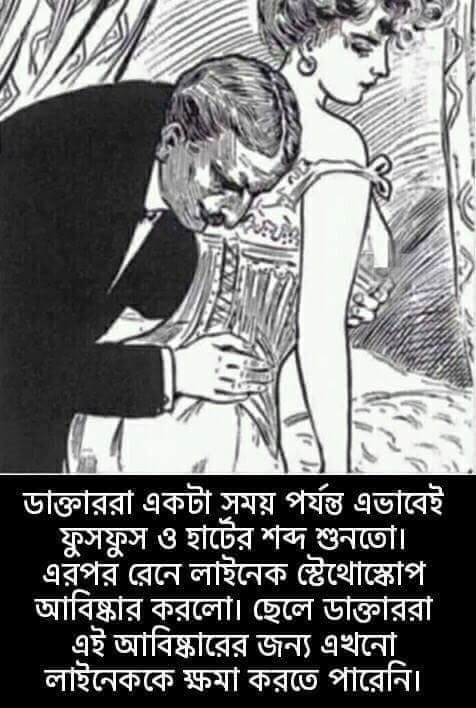 ডাক্তাররা একটা সময় পর্যন্ত এভাবেই
ফুসফুস ও হার্টের শব্দ শুনতো।
এরপর রেনে লাইনেক স্টেথোস্কোপ
আবিষ্কার করলো। ছেলে ডাক্তাররা
এই আবিষ্কারের জন্য এখনো
লাইনেককে ক্ষমা করতে পারেনি।